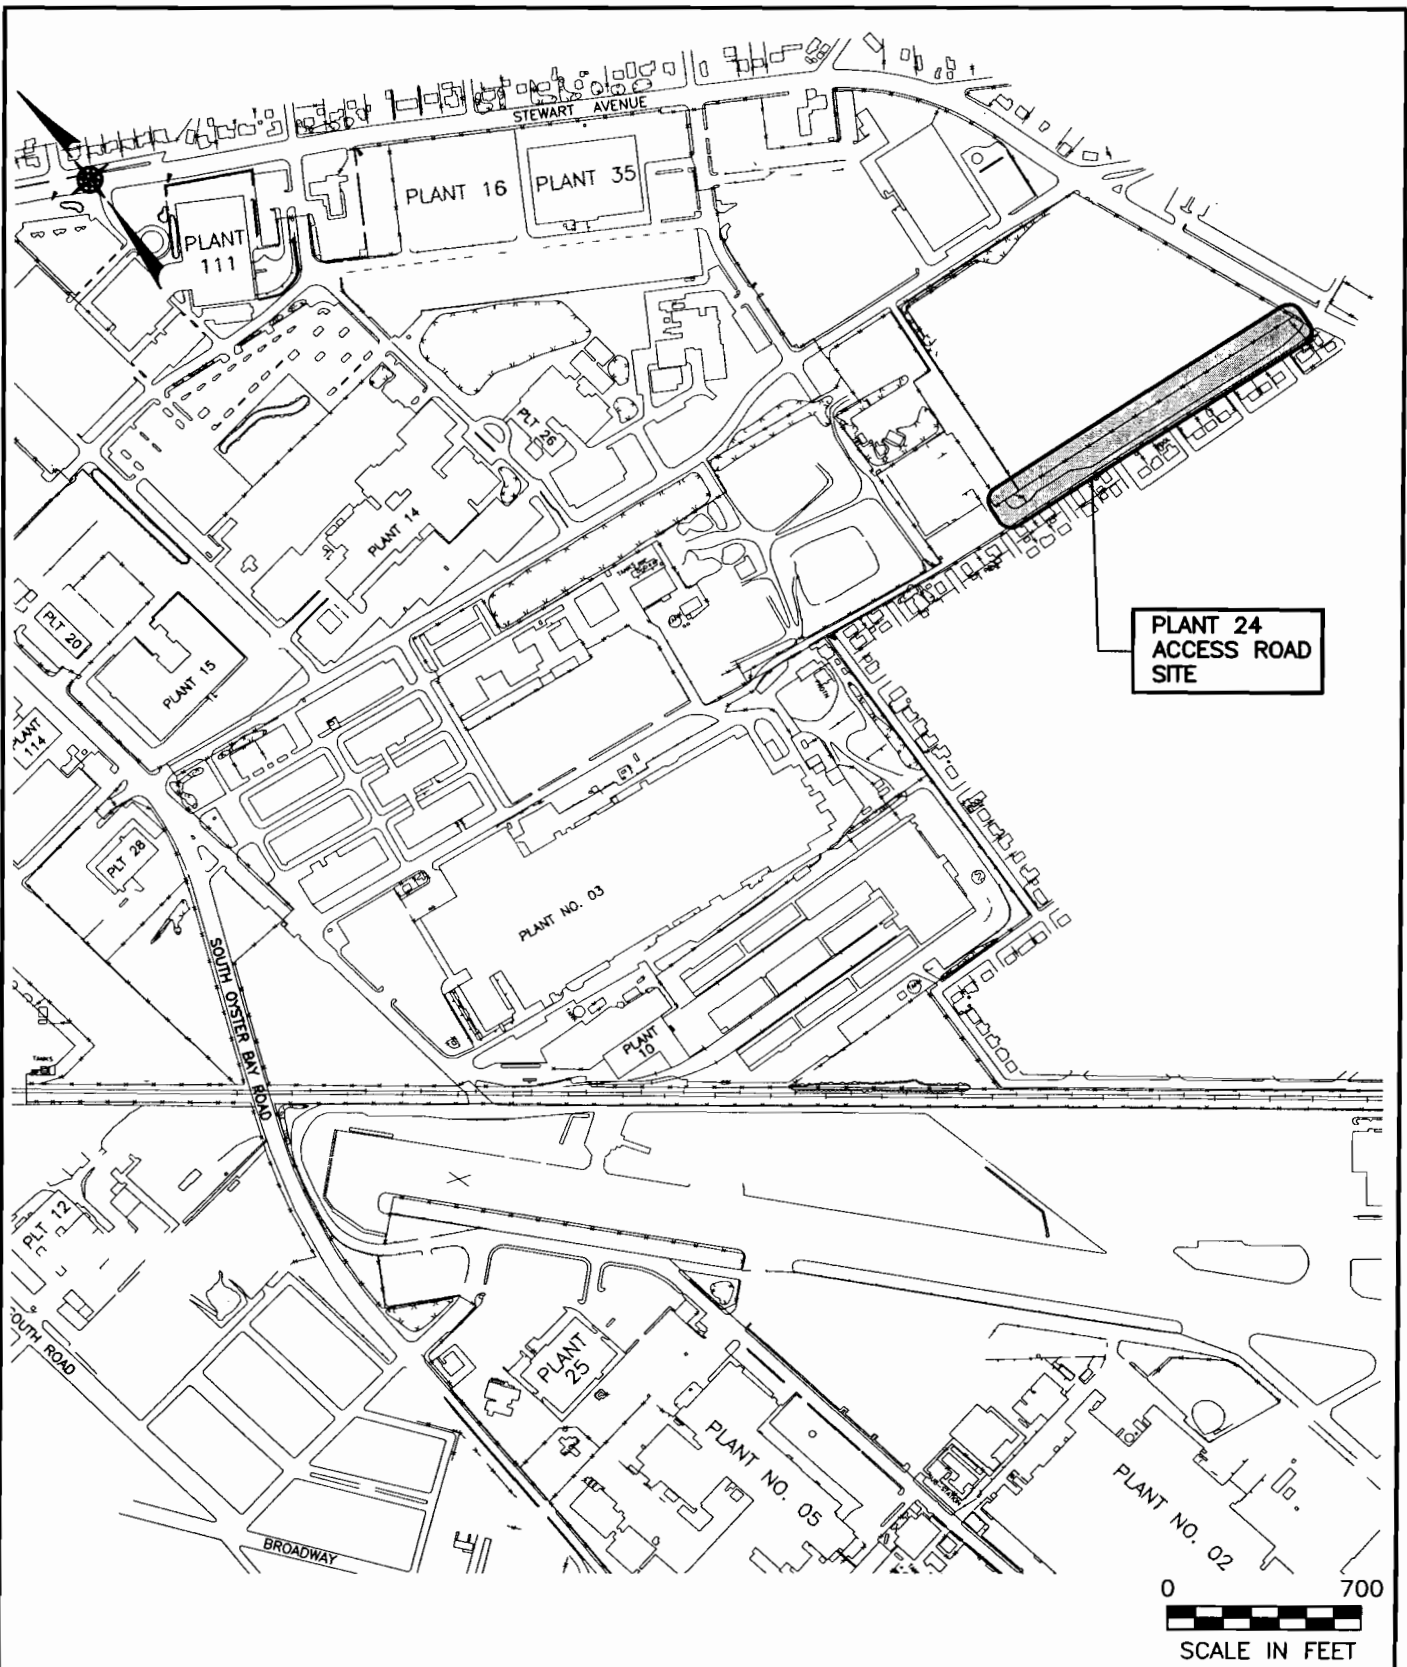 STEWART AVENUE
PLANT 16
PLANT 35
PLANT
111
PLT 26
PLANT 14
PLT 20
PLANT 15
PLANT
114
PLANT 24
ACCESS ROAD
SITE
PLT 28
PLANT NO. 03
SOUTH OYSTER BAY ROAD
PLANT
10
TANKS
PLT 12
SOUTH ROAD
PLANT
25
PLANT NO. 05
PLANT NO. 02
BROADWAY
0 700
SCALE IN FEET